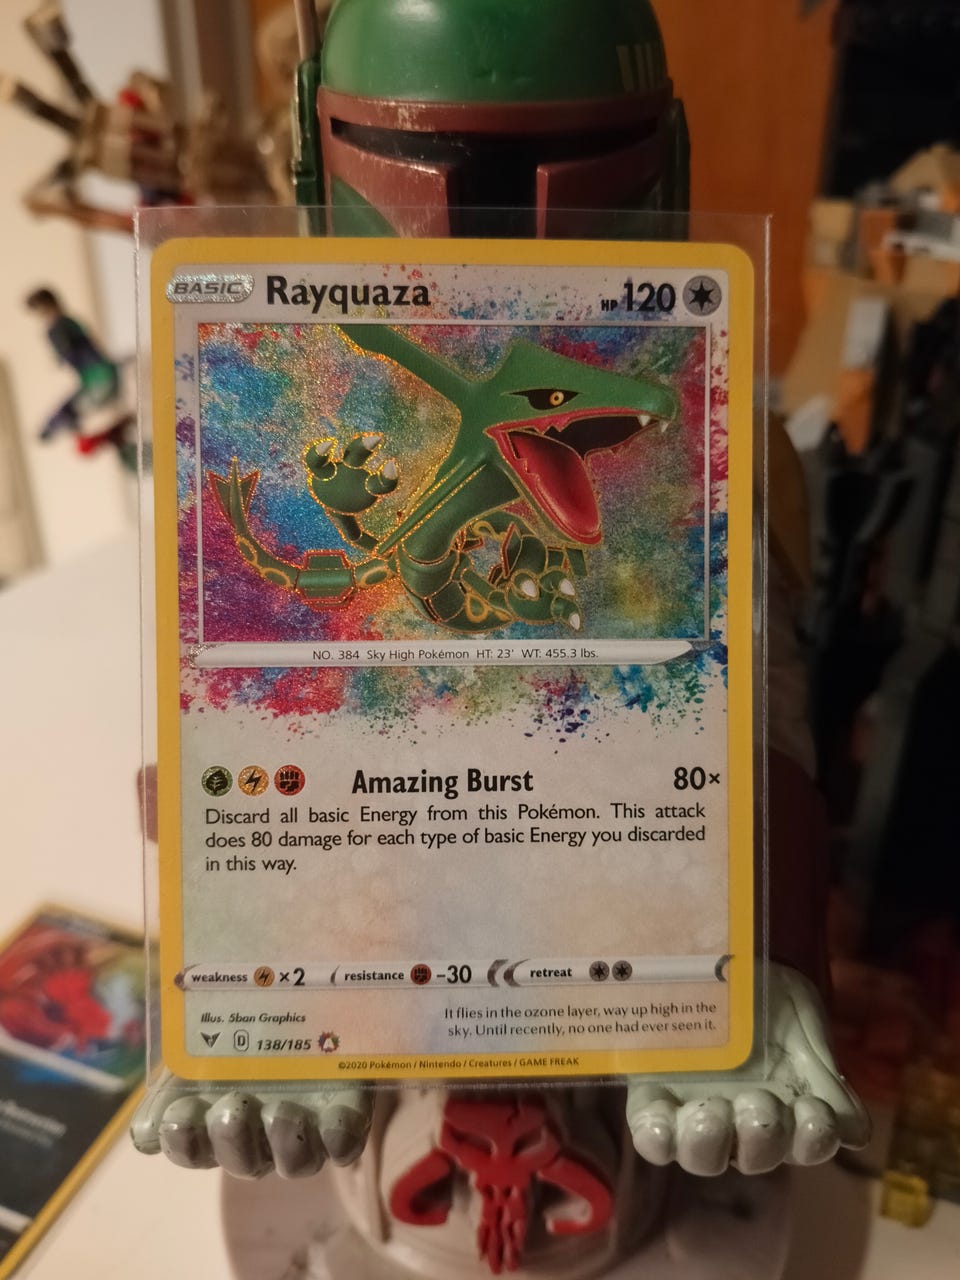 BASIC Rayquaza HP 120
NO. 384 Sky High Pokémon HT: 23' WT: 455.3 lbs.
Amazing Burst 80×
Discard all basic Energy from this Pokémon. This attack
does 80 damage for each type of basic Energy you discarded
in this way.
weakness ×2 resistance -30 retreat
Illus. 5ban Graphics
It flies in the ozone layer, way up high in the
sky. Until recently, no one had ever seen it.
D 138/185 A
©2020 Pokémon / Nintendo / Creatures / GAME FREAK